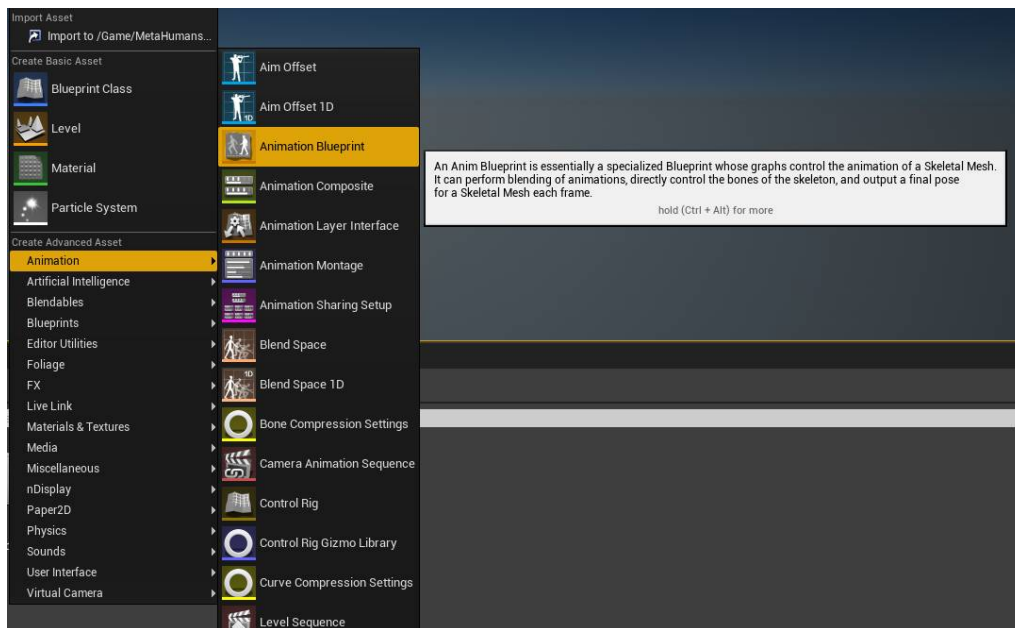 Import Asset
Import to /Game/MetaHumans...
Create Basic Asset
Blueprint Class
Level
Material
Particle System
Create Advanced Asset
Animation
Artificial Intelligence
Blendables
Blueprints
Editor Utilities
Foliage
FX
Live Link
Materials & Textures
Media
Miscellaneous
nDisplay
Paper2D
Physics
Sounds
User Interface
Virtual Camera
Aim Offset
1D
Aim Offset 1D
Animation Blueprint
Animation Composite
Animation Layer Interface
Animation Montage
Animation Sharing Setup
Blend Space
1D
Blend Space 1D
Bone Compression Settings
Camera Animation Sequence
Control Rig
Control Rig Gizmo Library
Curve Compression Settings
Level Sequence
An Anim Blueprint is essentially a specialized Blueprint whose graphs control the animation of a Skeletal Mesh.
It can perform blending of animations, directly control the bones of the skeleton, and output a final pose
for a Skeletal Mesh each frame.
hold (Ctrl + Alt) for more